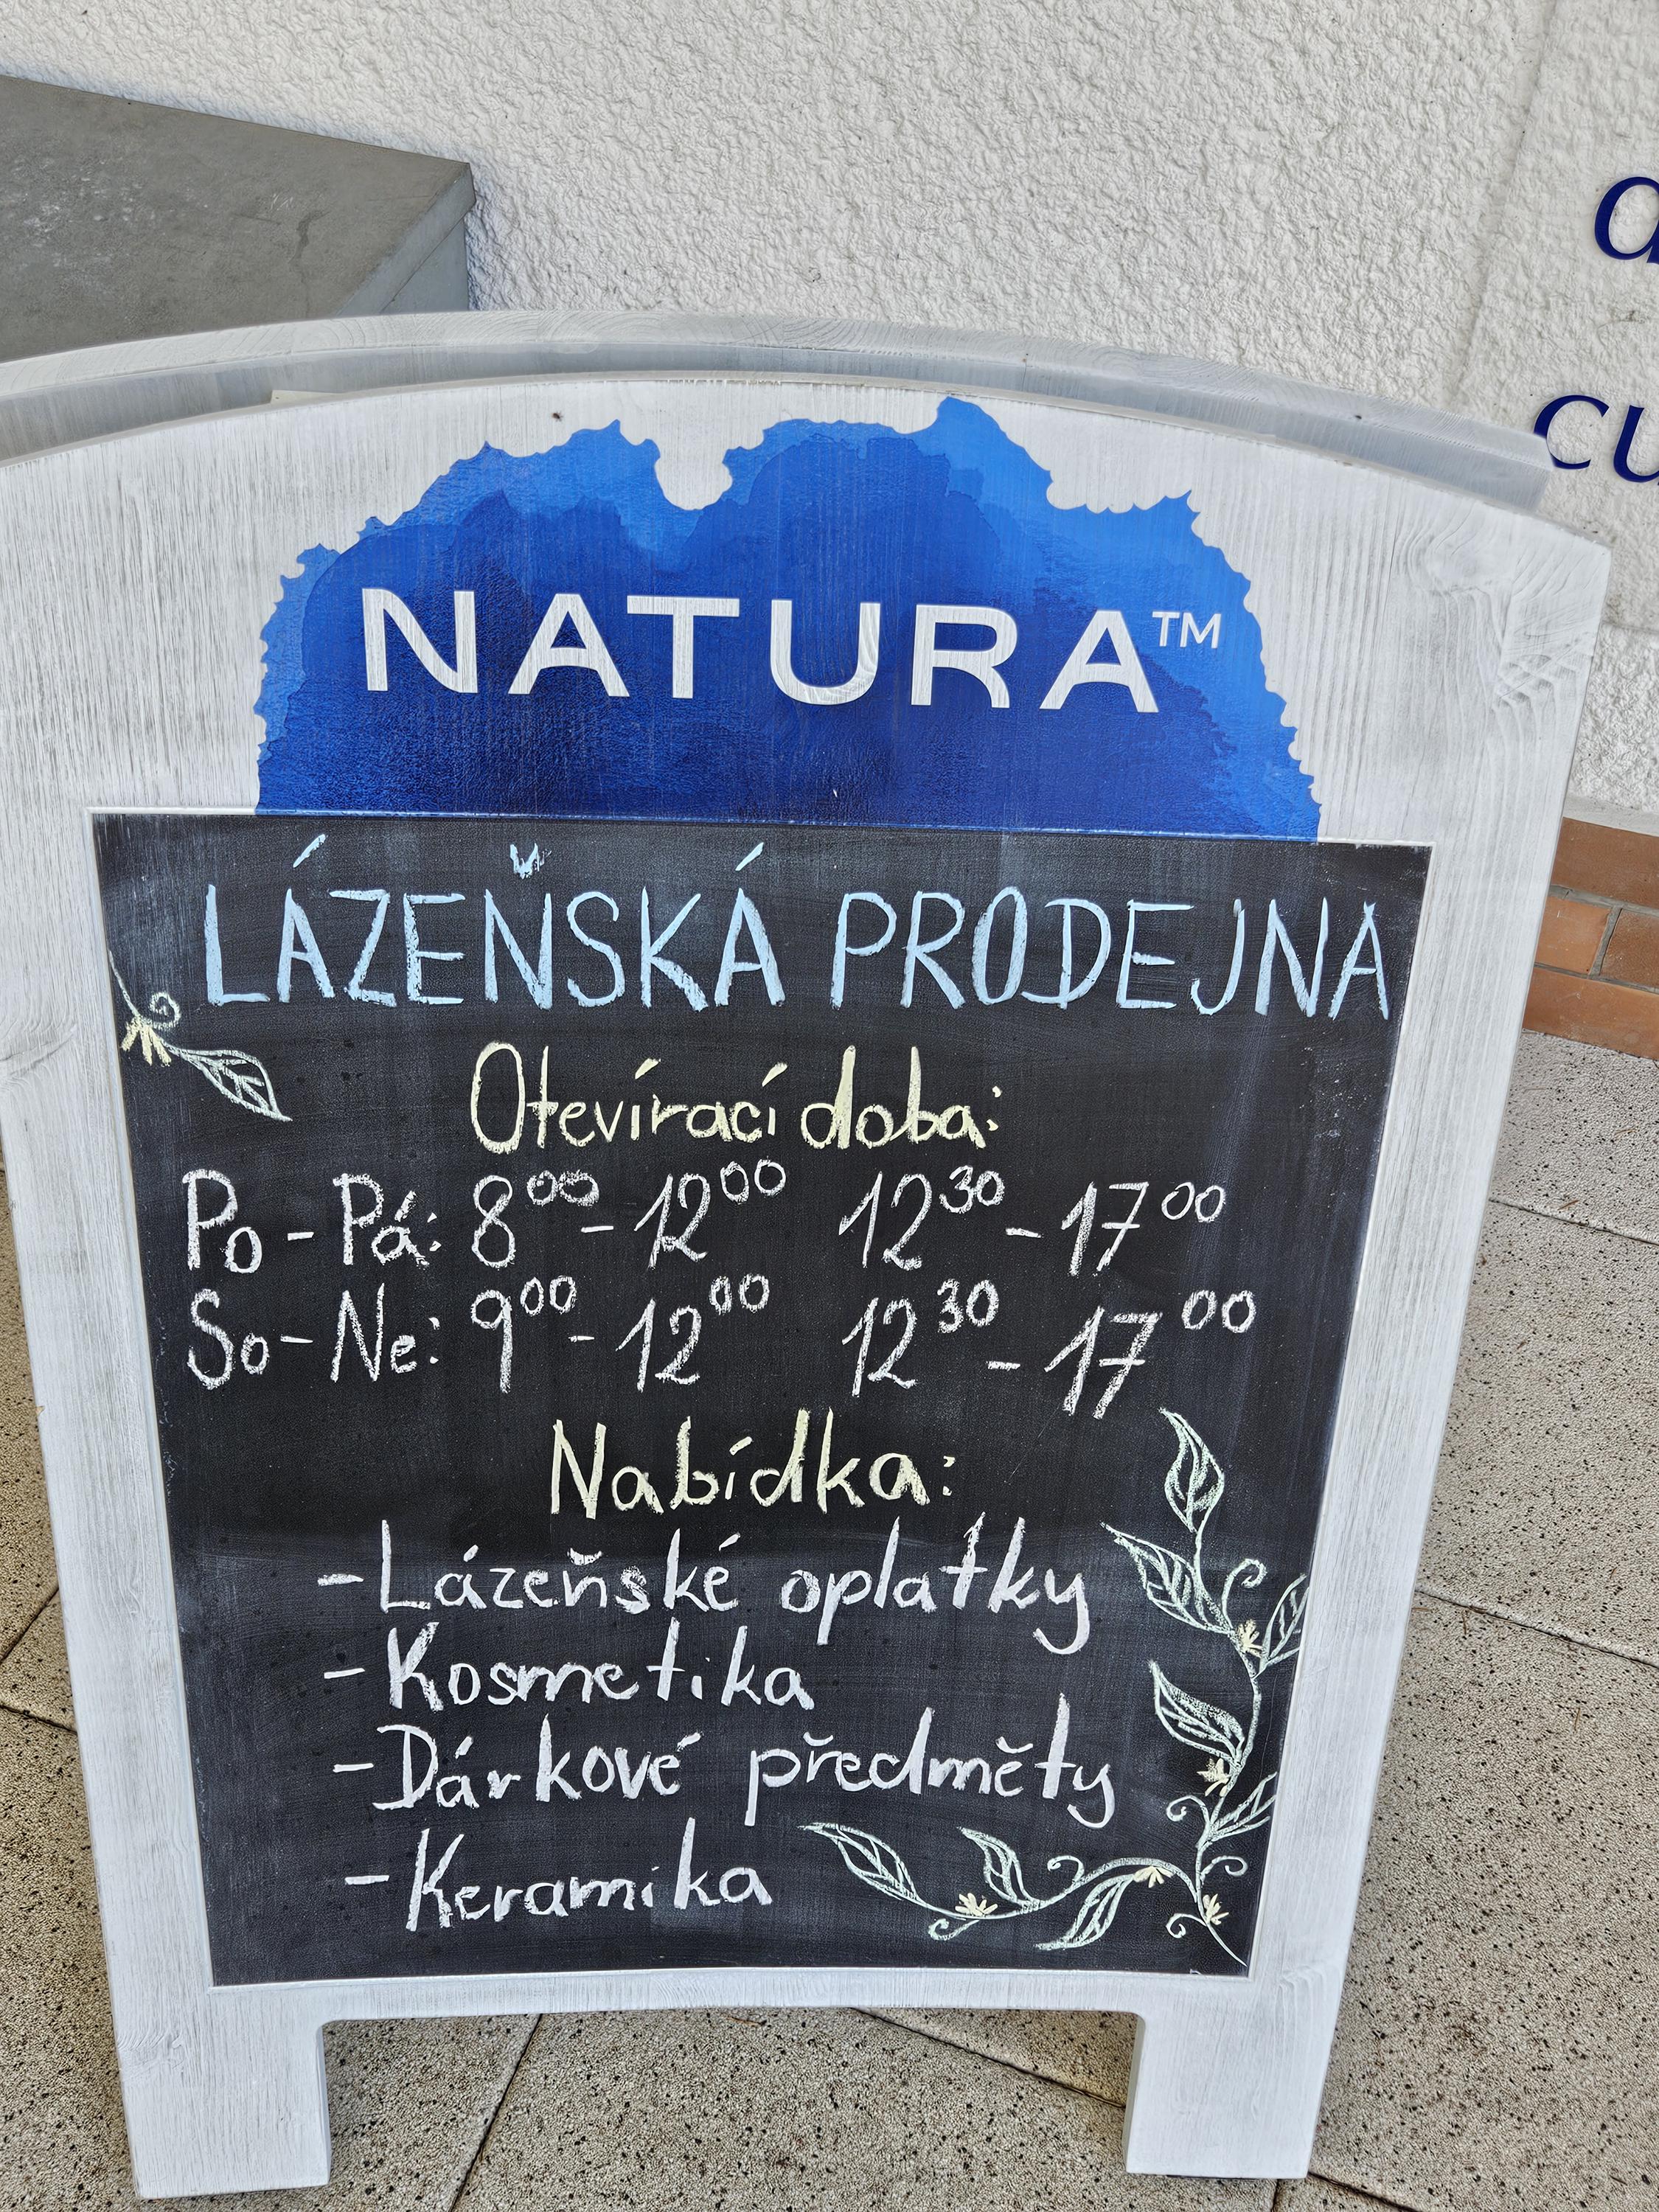 NATURA™
LÁZEŇSKÁ PRODEJNA
Otevírací doba:
Po - Pá: 8⁰⁰ - 12⁰⁰ 12³⁰ - 17⁰⁰
So - Ne: 9⁰⁰ - 12⁰⁰ 12³⁰ - 17⁰⁰
Nabídka:
- Lázeňské oplatky
- Kosmetika
- Dárkové předměty
- Keramika